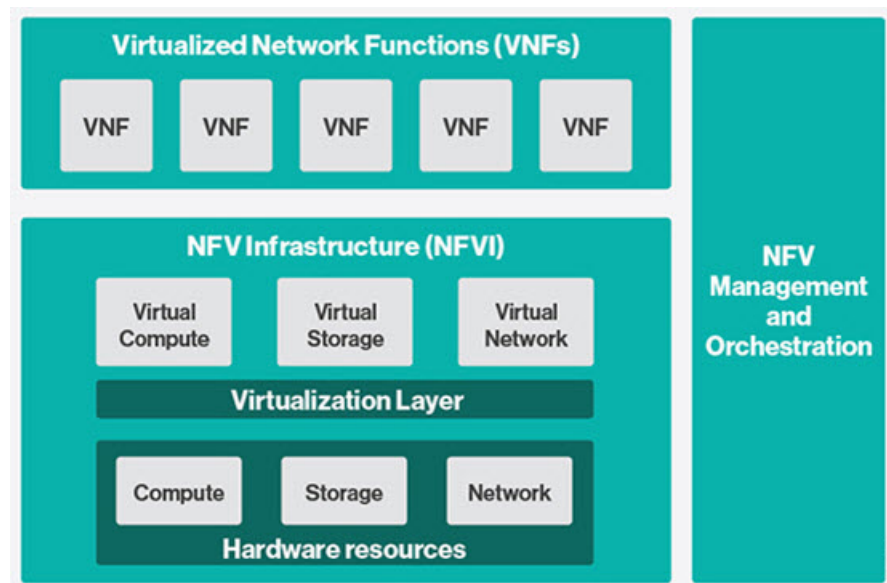 Virtualized Network Functions (VNFs)
VNF VNF VNF VNF VNF
NFV Infrastructure (NFVI)
Virtual
Compute
Virtual
Storage
Virtual
Network
Virtualization Layer
Compute
Storage
Network
Hardware resources
NFV
Management
and
Orchestration